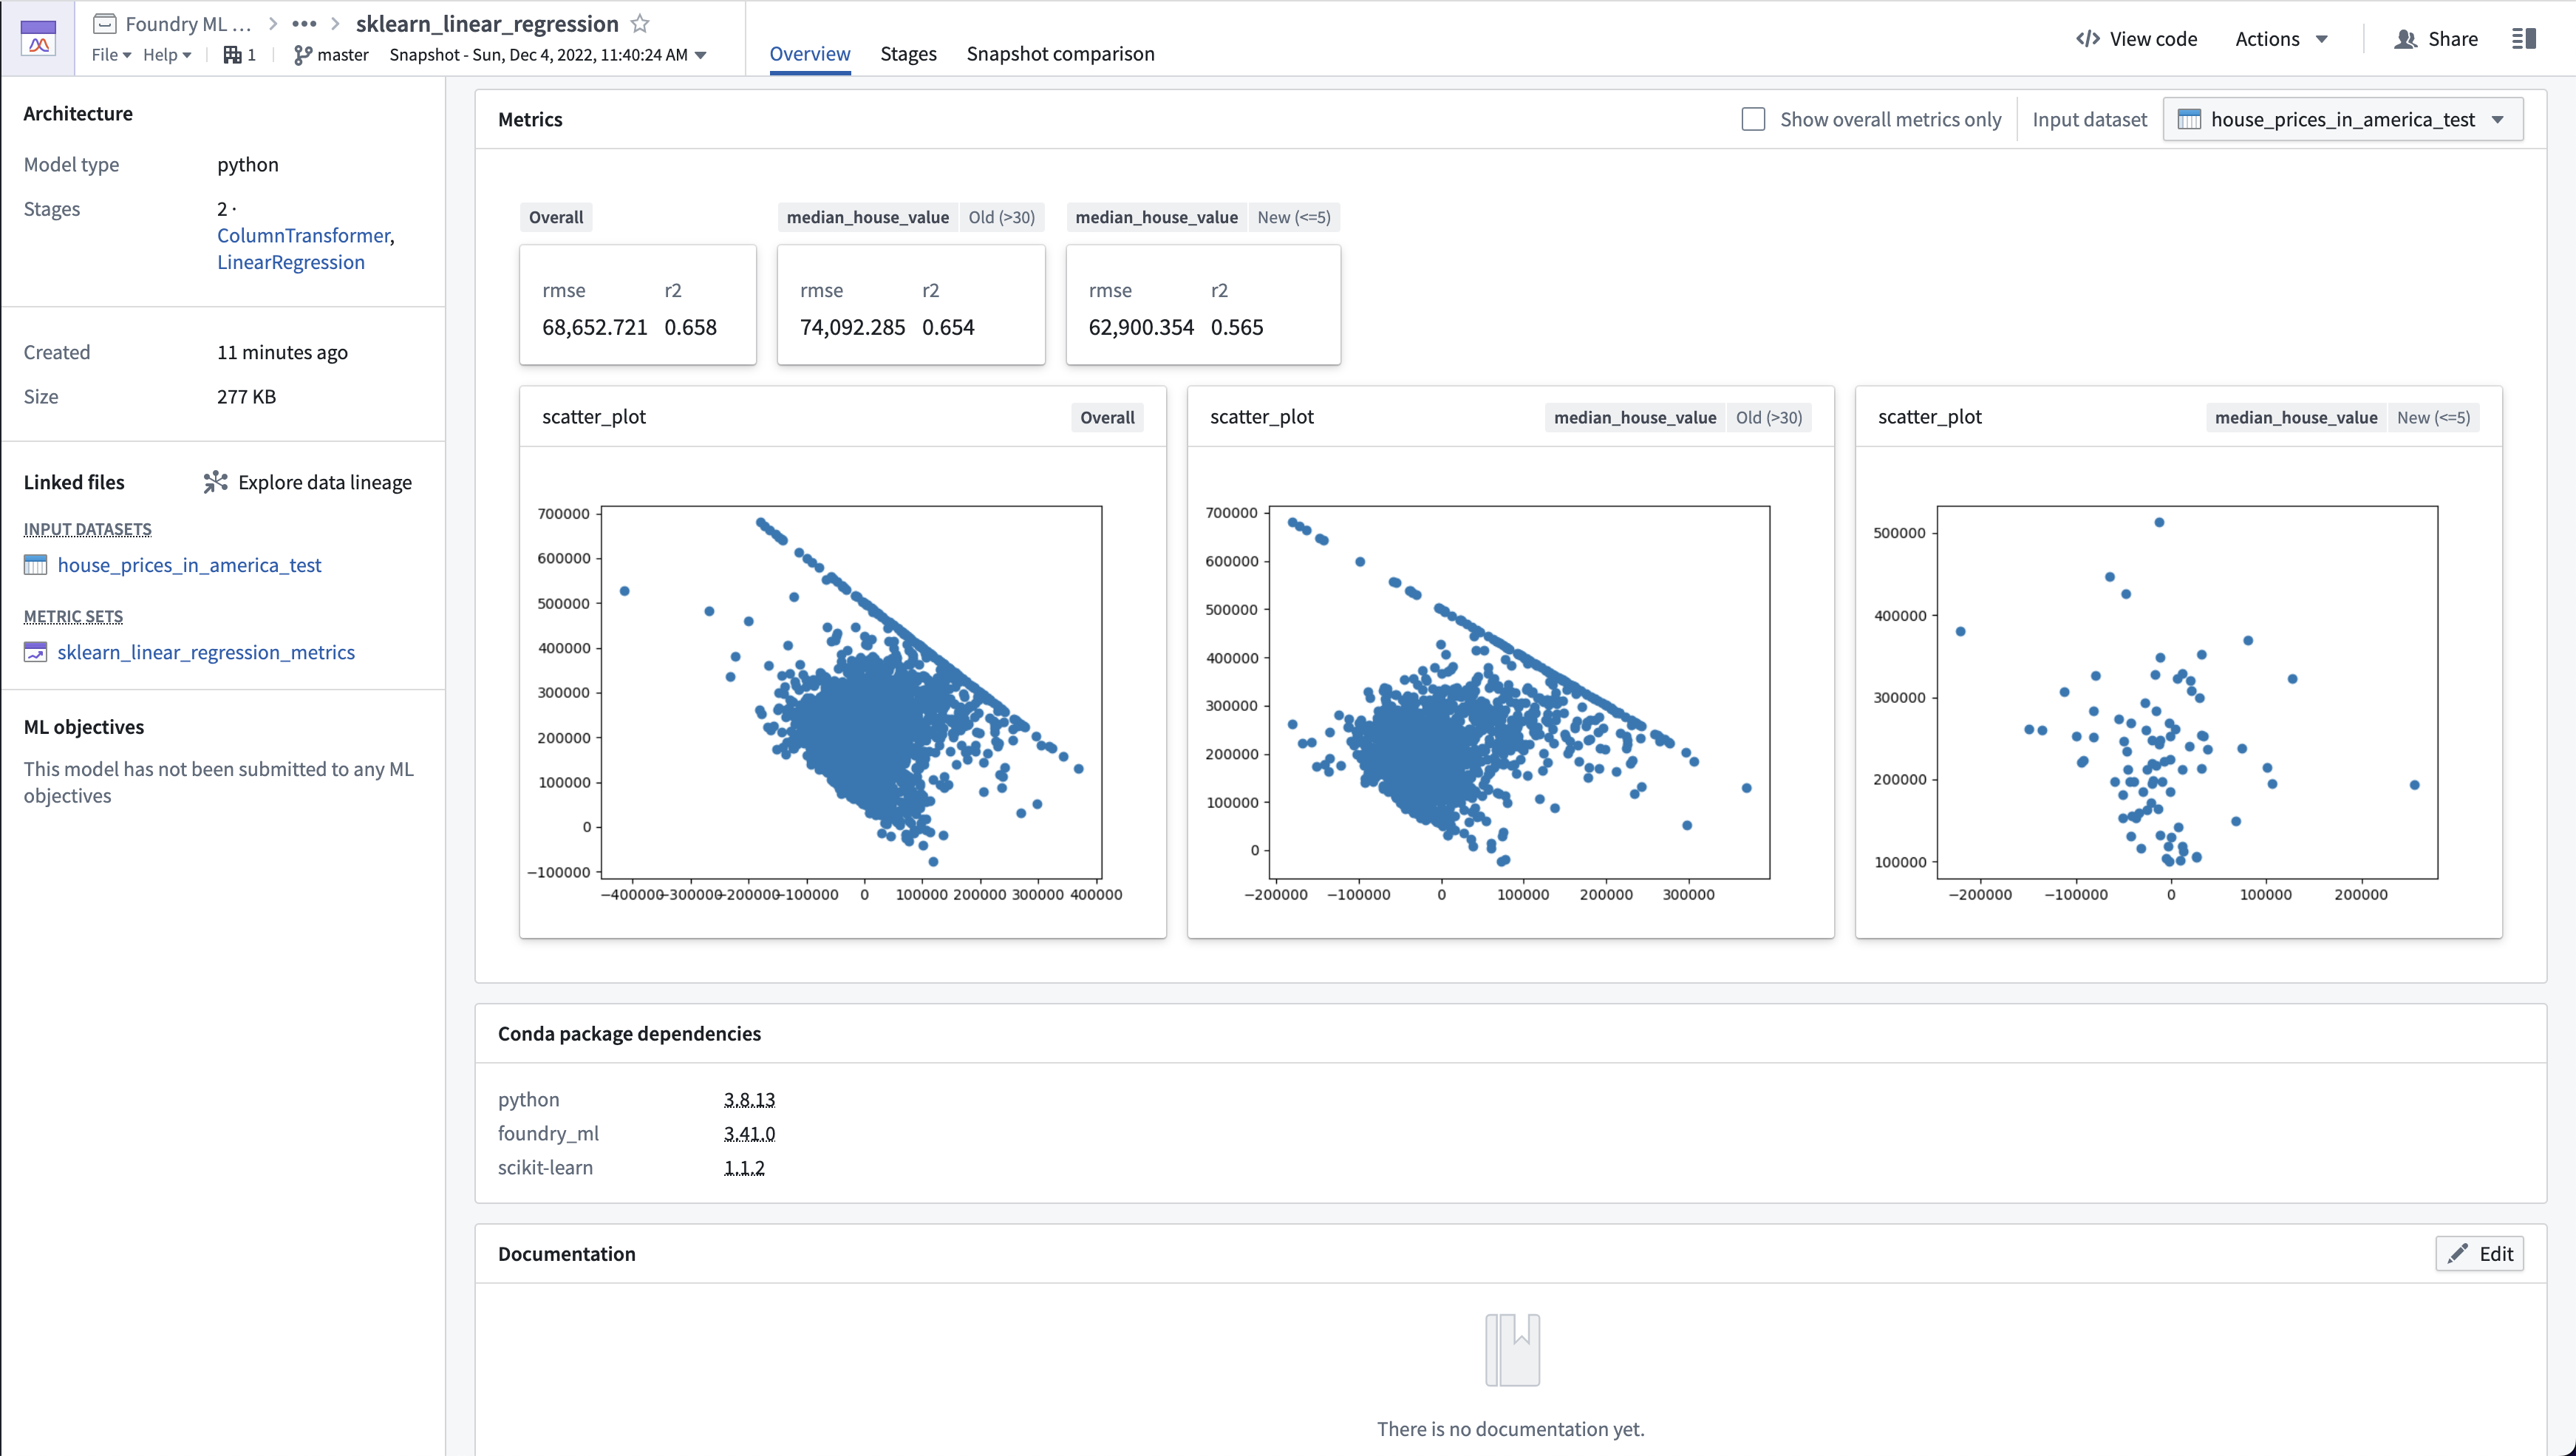 Foundry ML ... > ••• > sklearn_linear_regression
File Help 1 master Snapshot - Sun, Dec 4, 2022, 11:40:24 AM
Overview Stages Snapshot comparison
View code Actions Share
Architecture
Model type python
Stages 2 ·
ColumnTransformer,
LinearRegression
Created 11 minutes ago
Size 277 KB
Linked files Explore data lineage
INPUT DATASETS
house_prices_in_america_test
METRIC SETS
sklearn_linear_regression_metrics
ML objectives
This model has not been submitted to any ML
objectives
Metrics Show overall metrics only Input dataset house_prices_in_america_test
Overall
rmse r2
68,652.721 0.658
median_house_value Old (>30)
rmse r2
74,092.285 0.654
median_house_value New (<=5)
rmse r2
62,900.354 0.565
scatter_plot Overall
700000
600000
500000
400000
300000
200000
100000
0
−100000
−400000 −300000 −200000 −100000 0 100000 200000 300000 400000
scatter_plot median_house_value Old (>30)
700000
600000
500000
400000
300000
200000
100000
0
−200000 −100000 0 100000 200000 300000
scatter_plot median_house_value New (<=5)
500000
400000
300000
200000
100000
−200000 −100000 0 100000 200000
Conda package dependencies
python 3.8.13
foundry_ml 3.41.0
scikit-learn 1.1.2
Documentation Edit
There is no documentation yet.